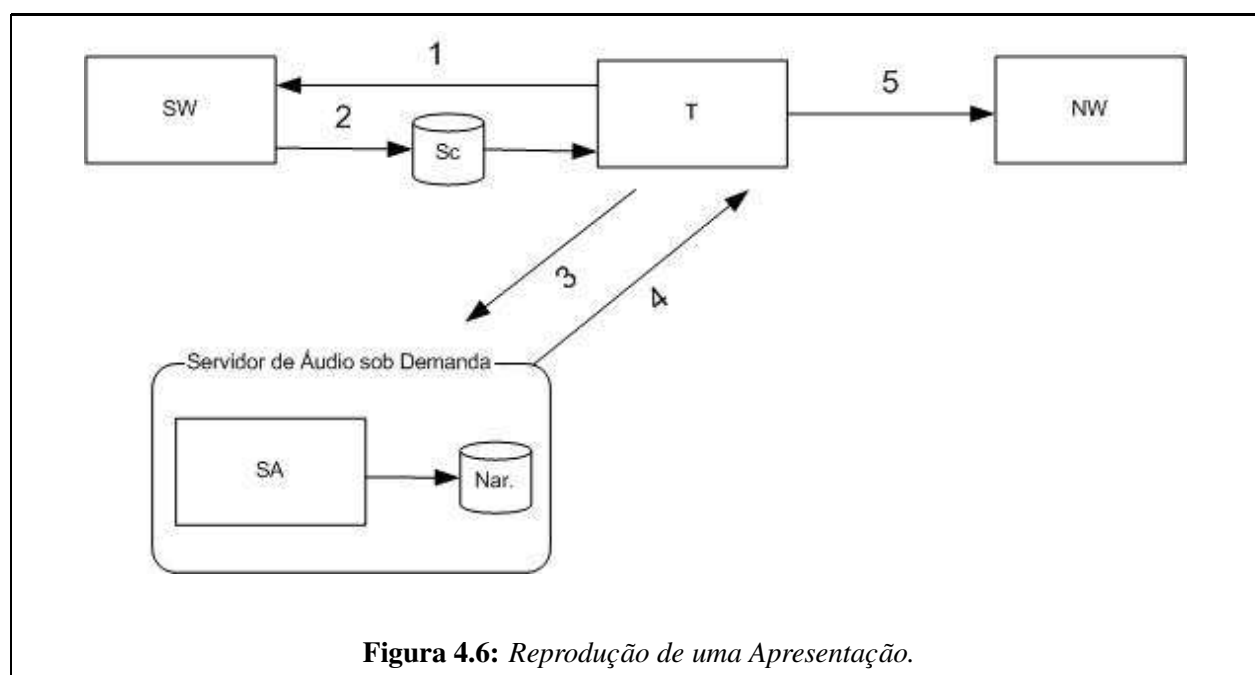 1
SW
2
Sc
T
5
NW
3
4
Servidor de Áudio sob Demanda
SA
Nar.
Figura 4.6: Reprodução de uma Apresentação.